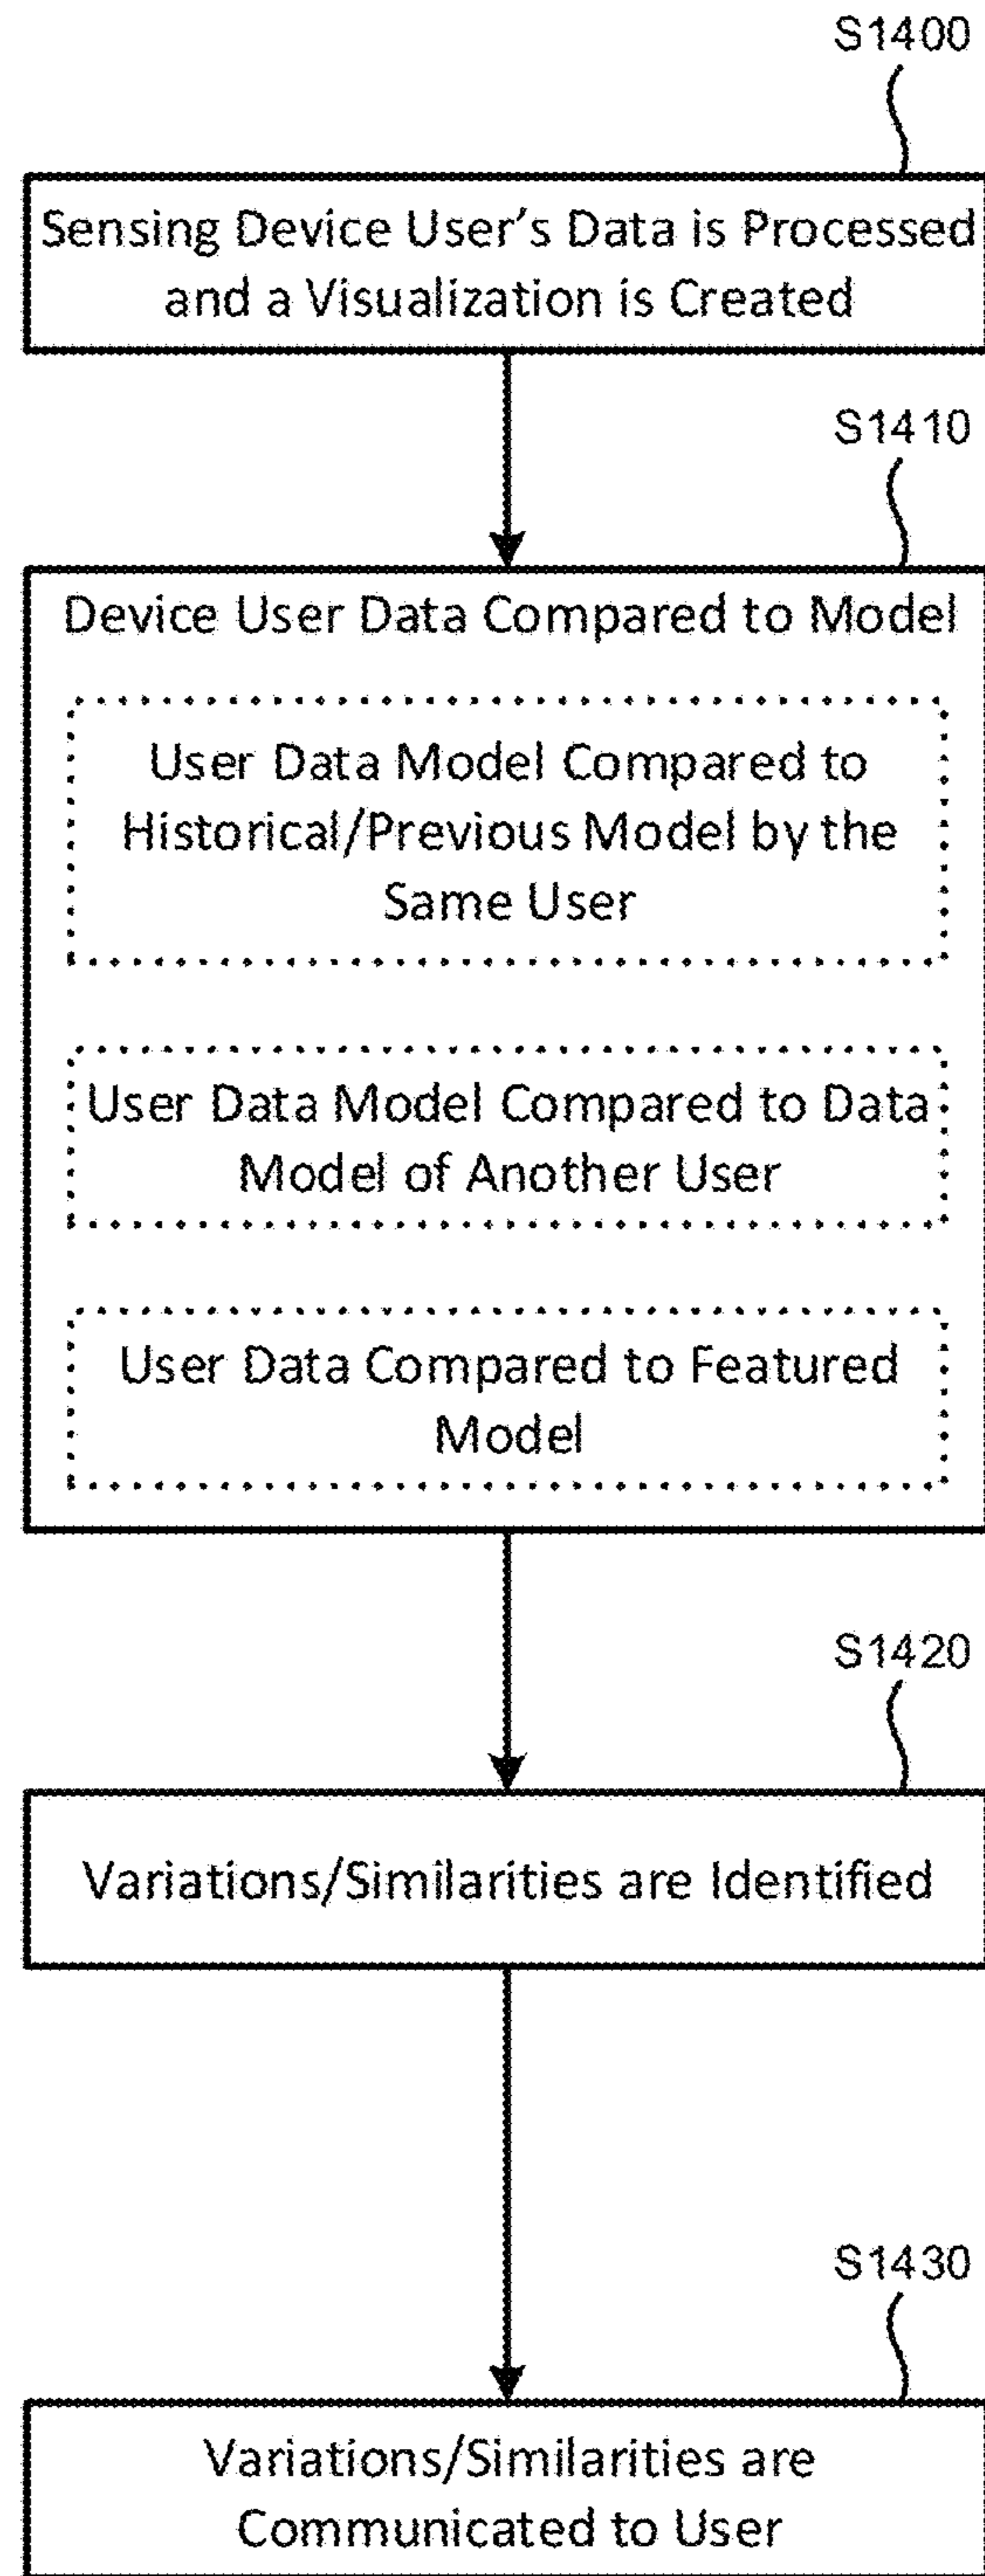 S1400
Sensing Device User's Data is Processed
and a Visualization is Created
S1410
Device User Data Compared to Model
User Data Model Compared to
Historical/Previous Model by the
Same User
User Data Model Compared to Data
Model of Another User
User Data Compared to Featured
Model
S1420
Variations/Similarities are Identified
S1430
Variations/Similarities are
Communicated to User